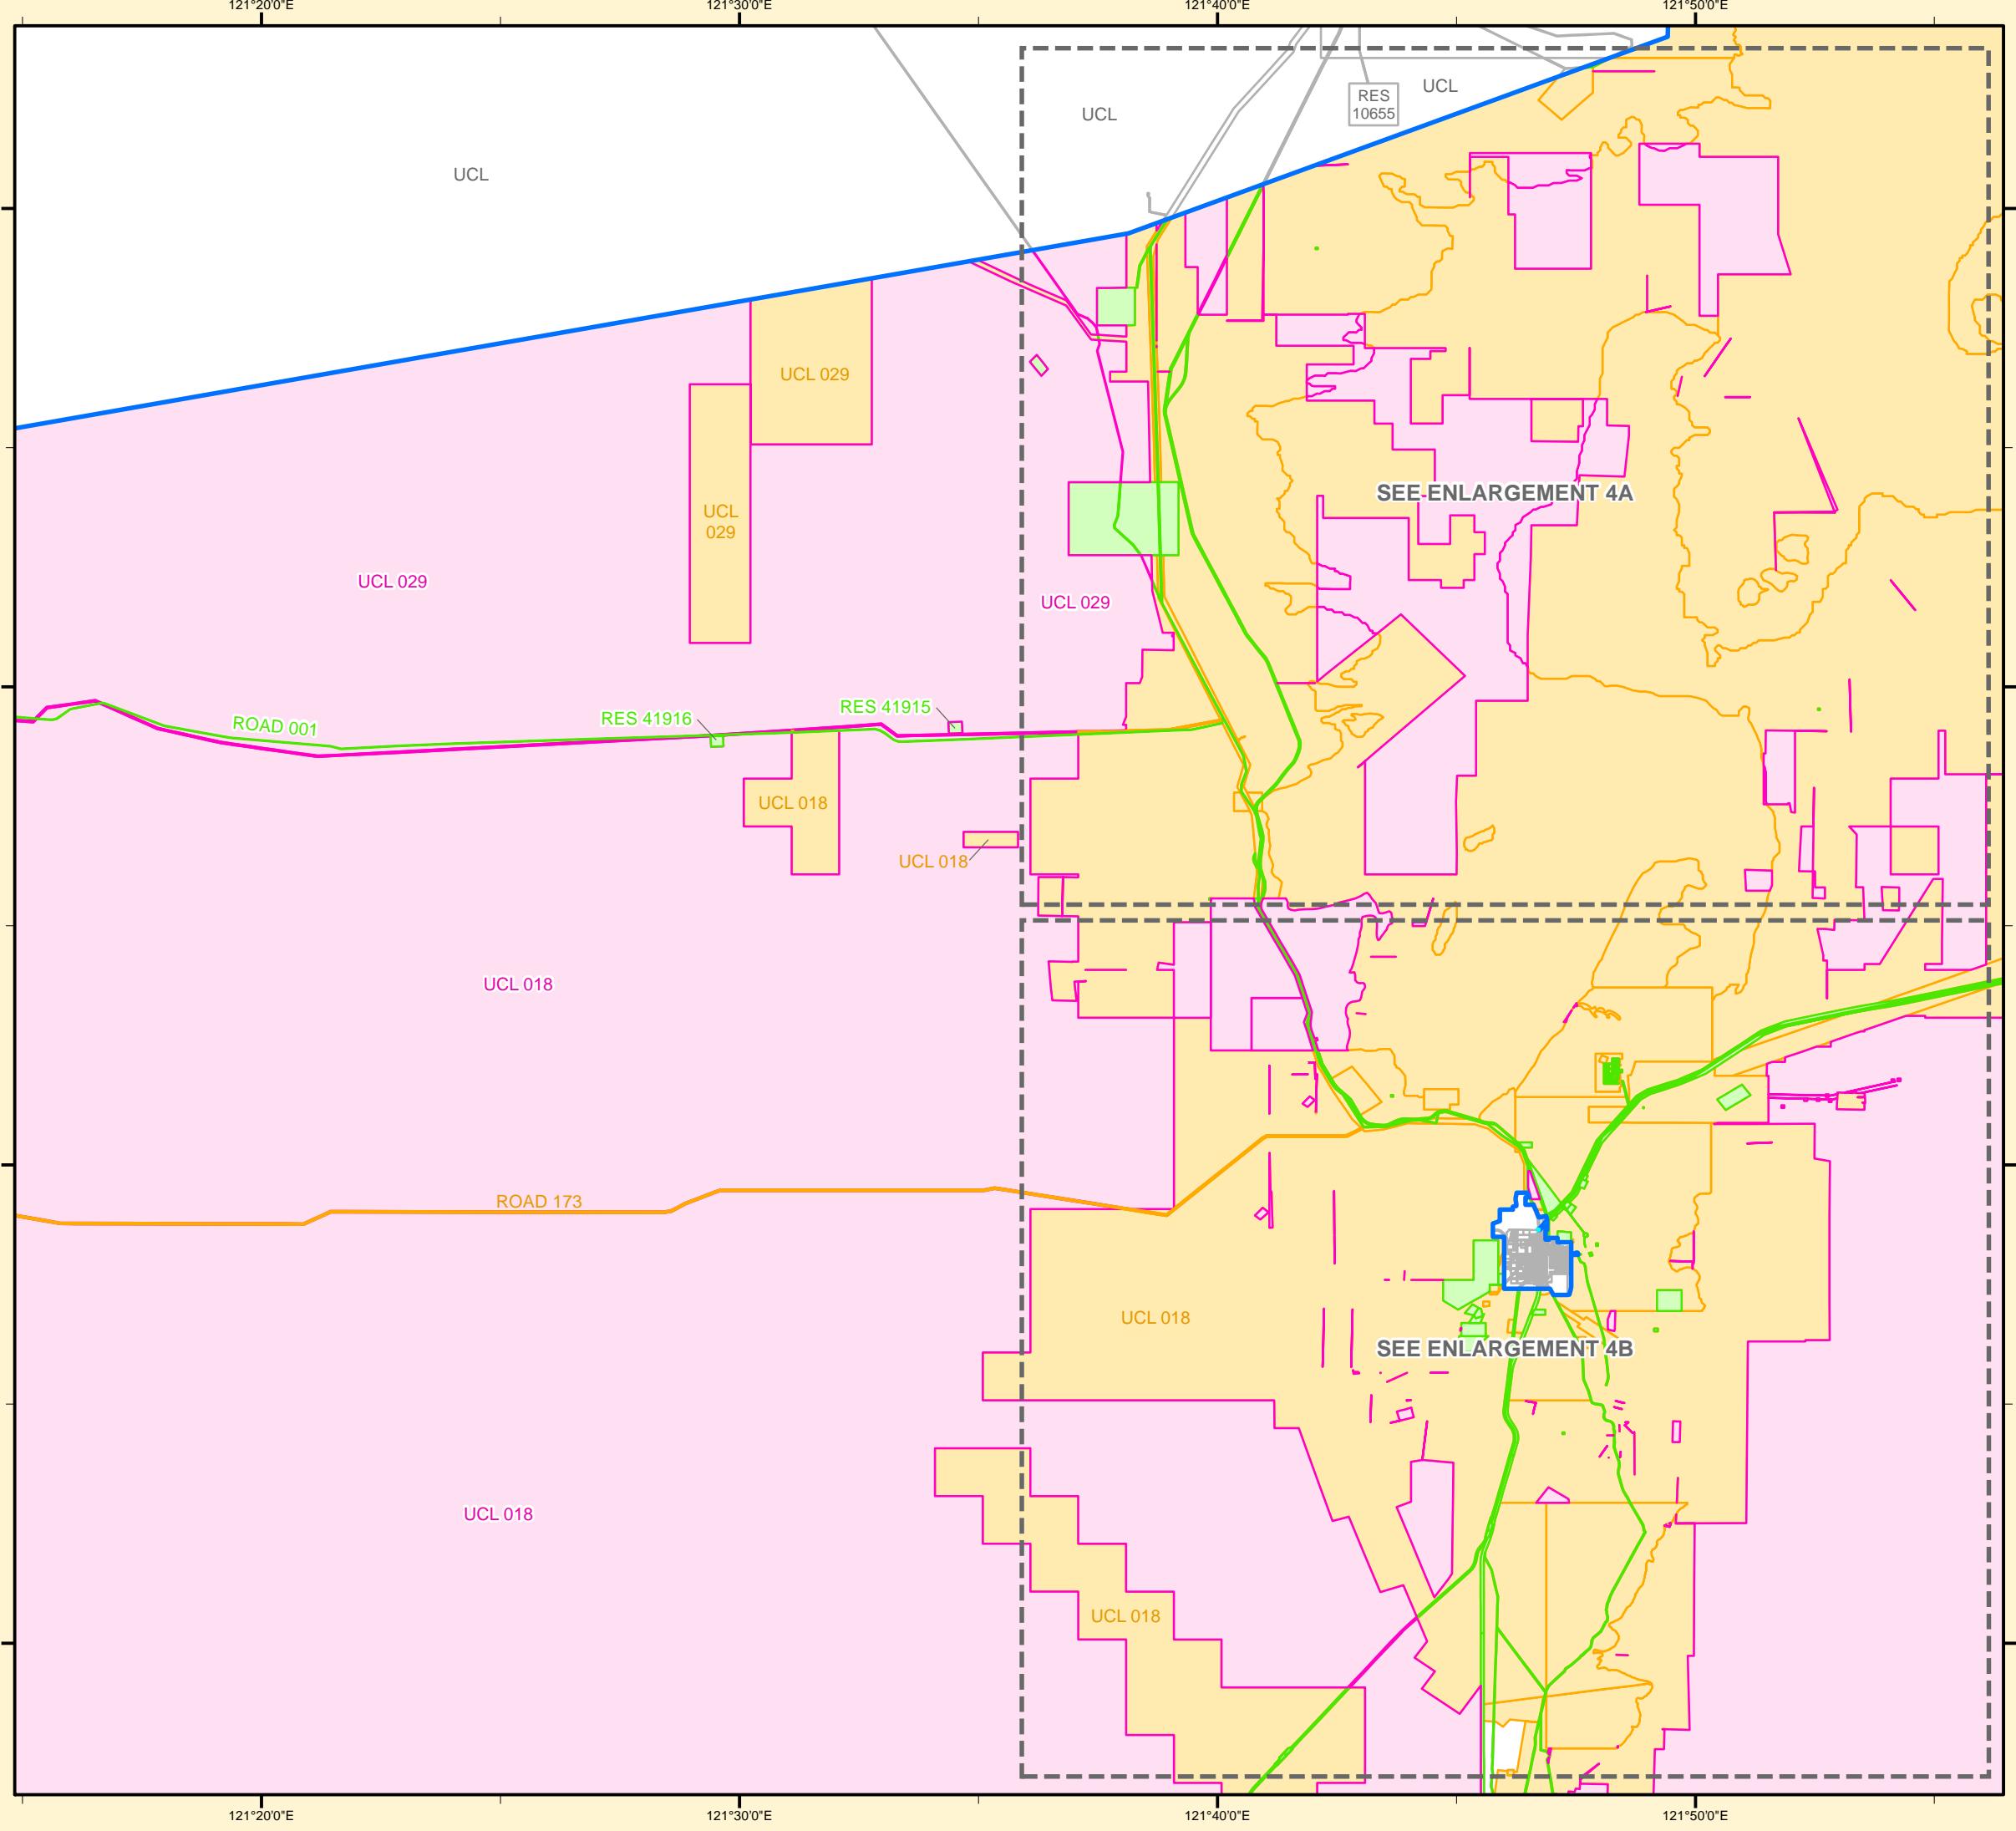 121°20'0"E
121°30'0"E
121°40'0"E
121°50'0"E
UCL
RES
10655
UCL
UCL
UCL 029
UCL
029
SEE ENLARGEMENT 4A
UCL 029
UCL 029
RES 41915
RES 41916
ROAD 001
UCL 018
UCL 018
UCL 018
ROAD 173
UCL 018
SEE ENLARGEMENT 4B
UCL 018
UCL 018
121°20'0"E
121°30'0"E
121°40'0"E
121°50'0"E